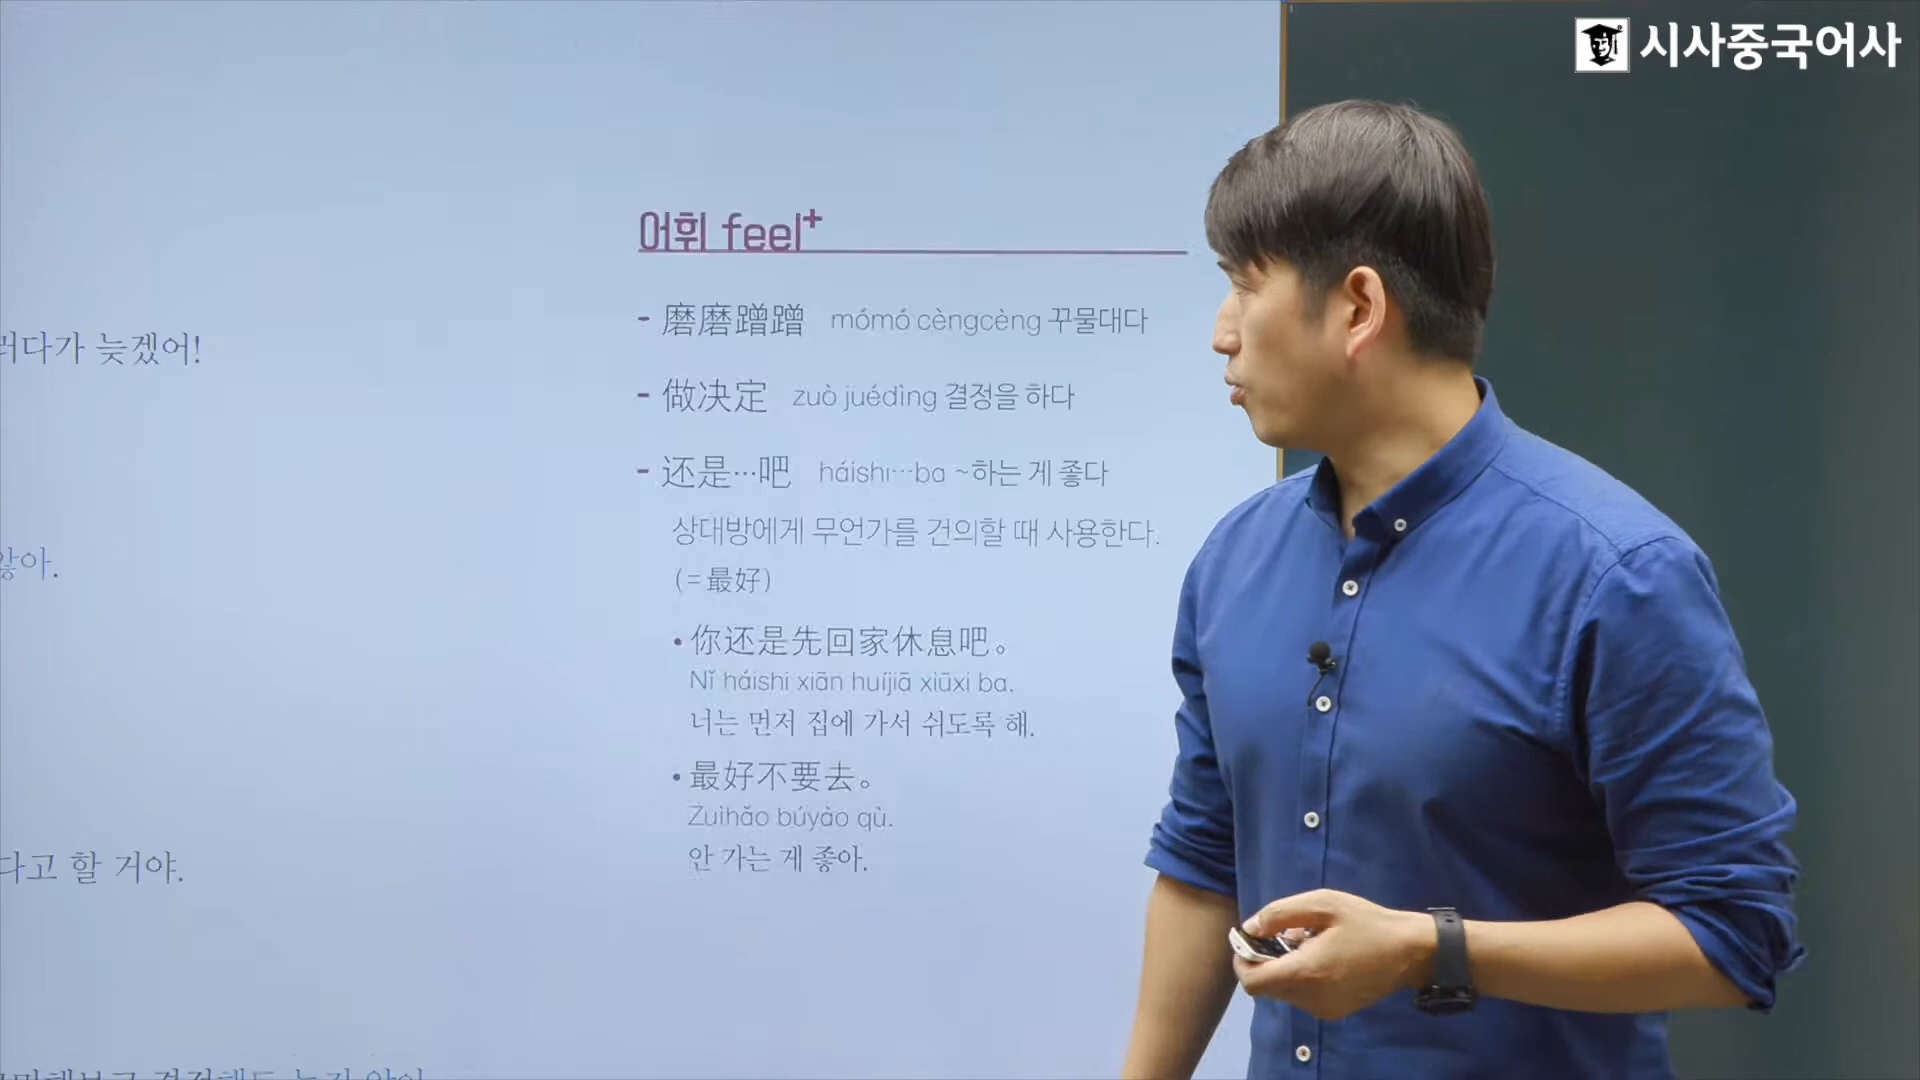 시사중국어사
어휘 feel+
- 磨磨蹭蹭 mómó cèngcèng 꾸물대다
- 做决定 zuò juédìng 결정을 하다
- 还是…吧 háishi…ba ~하는 게 좋다
상대방에게 무언가를 건의할 때 사용한다.
(= 最好)
• 你还是先回家休息吧。
Nǐ háishi xiān huíjiā xiūxi ba.
너는 먼저 집에 가서 쉬도록 해.
• 最好不要去。
Zuìhǎo búyào qù.
안 가는 게 좋아.
러다가 늦겠어!
않아.
다고 할 거야.